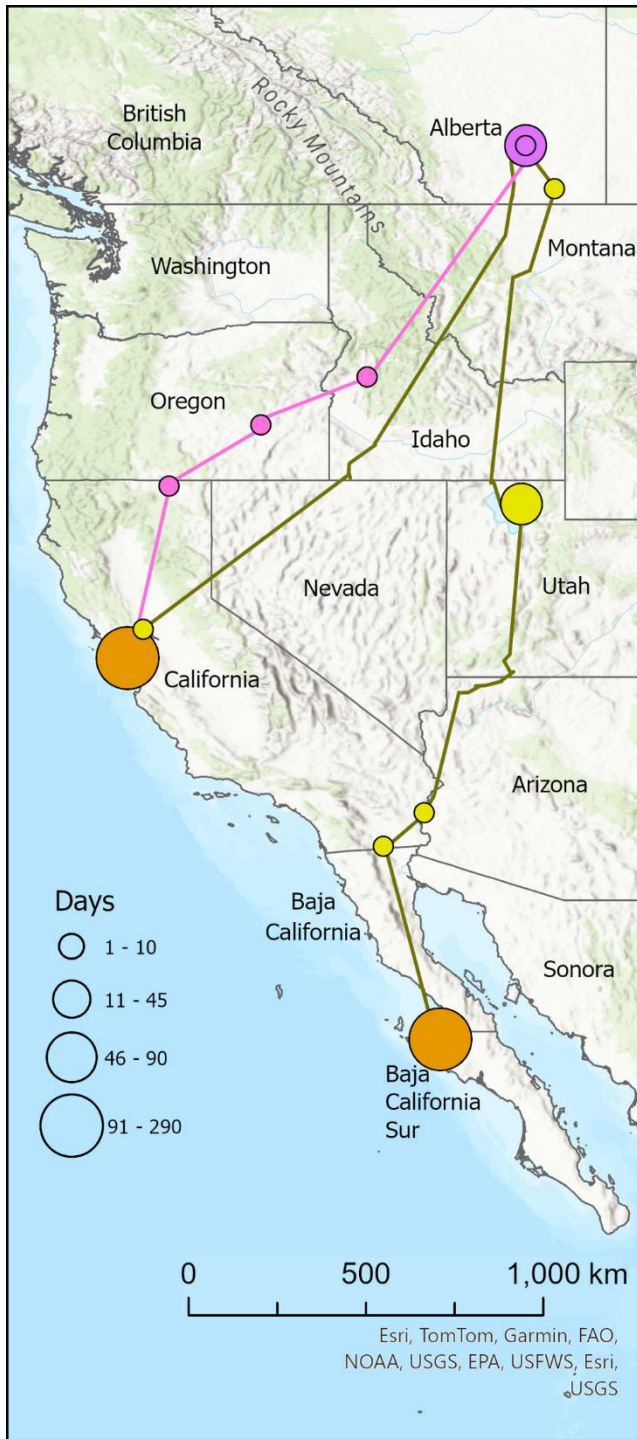 British
Columbia
Rocky Mountains
Alberta
Washington
Montana
Oregon
Idaho
Nevada
Utah
California
Arizona
Baja
California
Sonora
Baja
California
Sur
Days
1 - 10
11 - 45
46 - 90
91 - 290
0 500 1,000 km
Esri, TomTom, Garmin, FAO,
NOAA, USGS, EPA, USFWS, Esri,
USGS